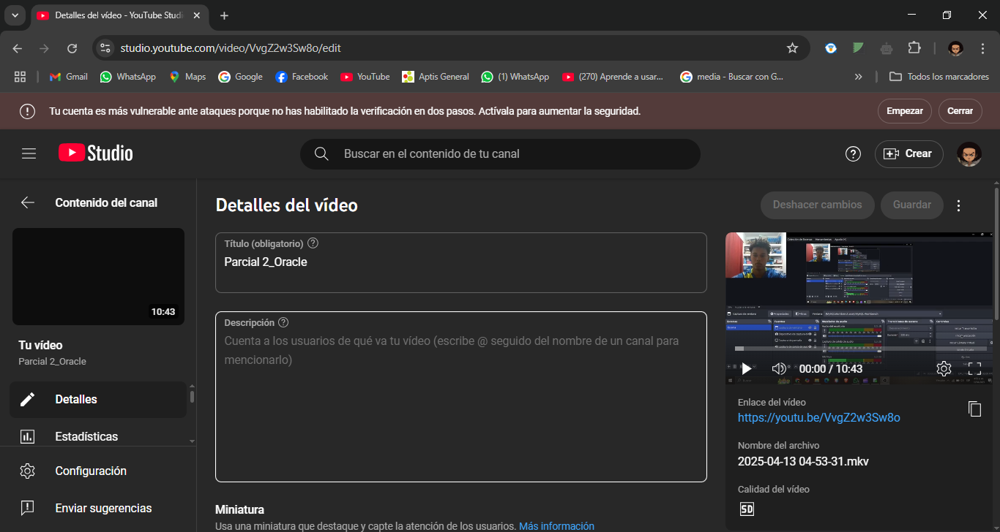 Detalles del vídeo - YouTube Studi
studio.youtube.com/video/VvgZ2w3Sw8o/edit
Gmail
WhatsApp
Maps
Google
Facebook
YouTube
Aptis General
(1) WhatsApp
(270) Aprende a usar...
media - Buscar con G...
»
Todos los marcadores
Tu cuenta es más vulnerable ante ataques porque no has habilitado la verificación en dos pasos. Actívala para aumentar la seguridad.
Empezar
Cerrar
Studio
Buscar en el contenido de tu canal
Crear
Contenido del canal
10:43
Tu vídeo
Parcial 2_Oracle
Detalles
Estadísticas
Configuración
Enviar sugerencias
Detalles del vídeo
Deshacer cambios
Guardar
Título (obligatorio)
Parcial 2_Oracle
Descripción
Cuenta a los usuarios de qué va tu vídeo (escribe @ seguido del nombre de un canal para
mencionarlo)
Miniatura
Usa una miniatura que destaque y capte la atención de los usuarios. Más información
00:00 / 10:43
Enlace del vídeo
https://youtu.be/VvgZ2w3Sw8o
Nombre del archivo
2025-04-13 04-53-31.mkv
Calidad del vídeo
SD